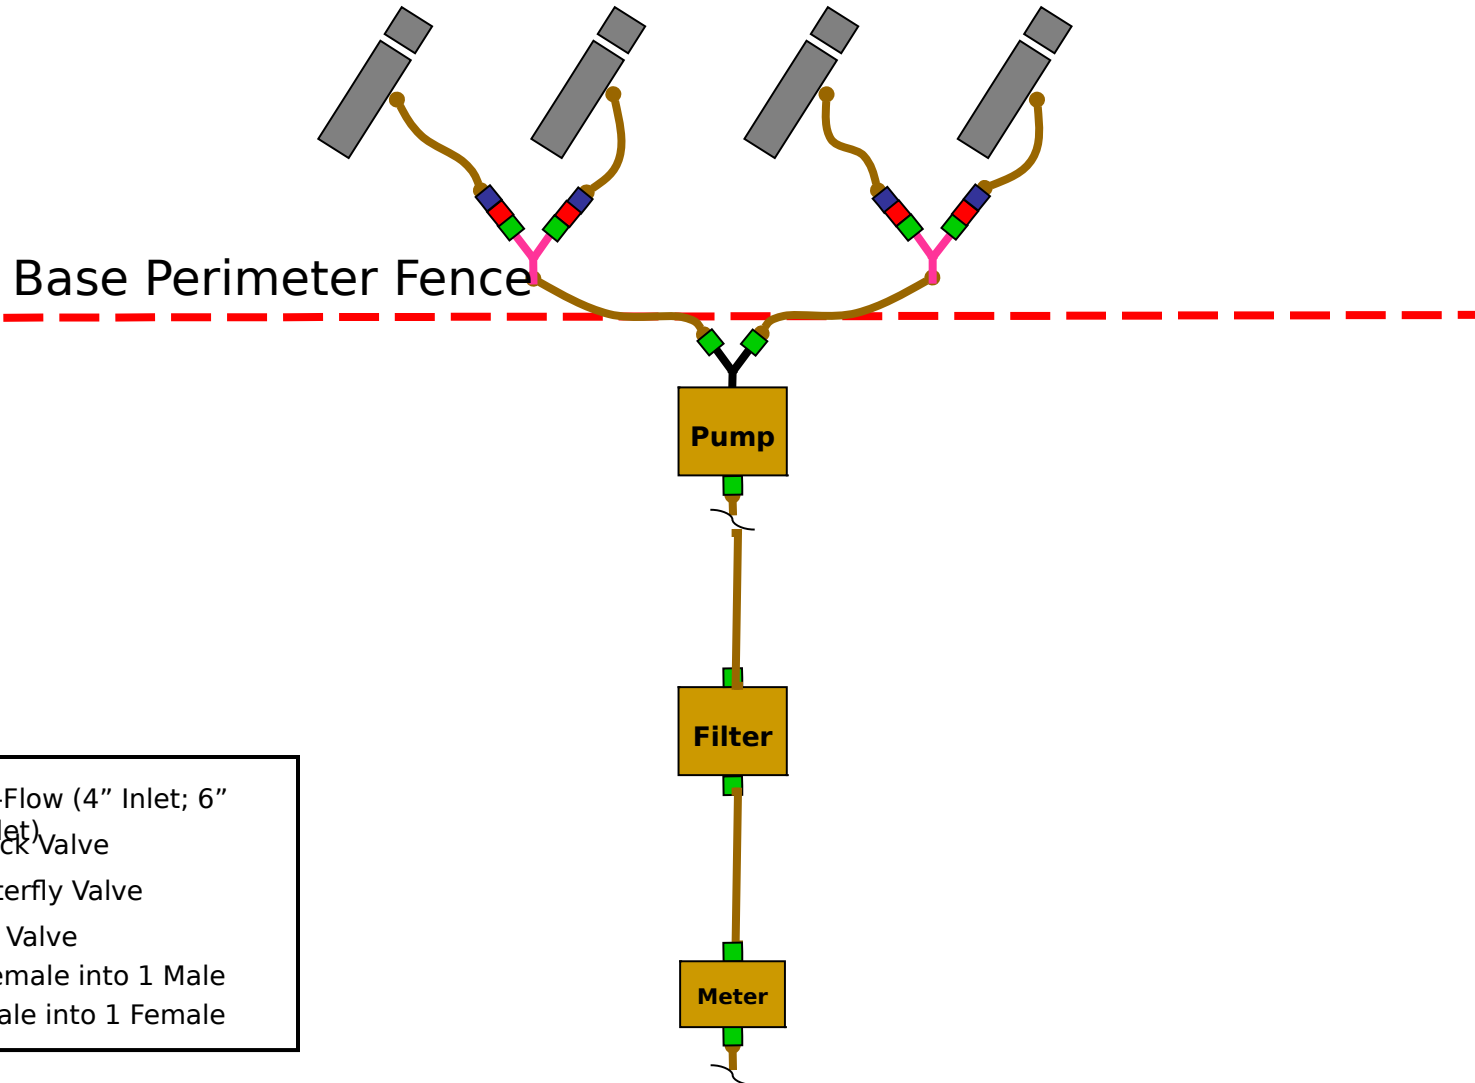 Base Perimeter Fence
Pump
Filter
-Flow (4” Inlet; 6”
let)
ck Valve
terfly Valve
Valve
emale into 1 Male
ale into 1 Female
Meter